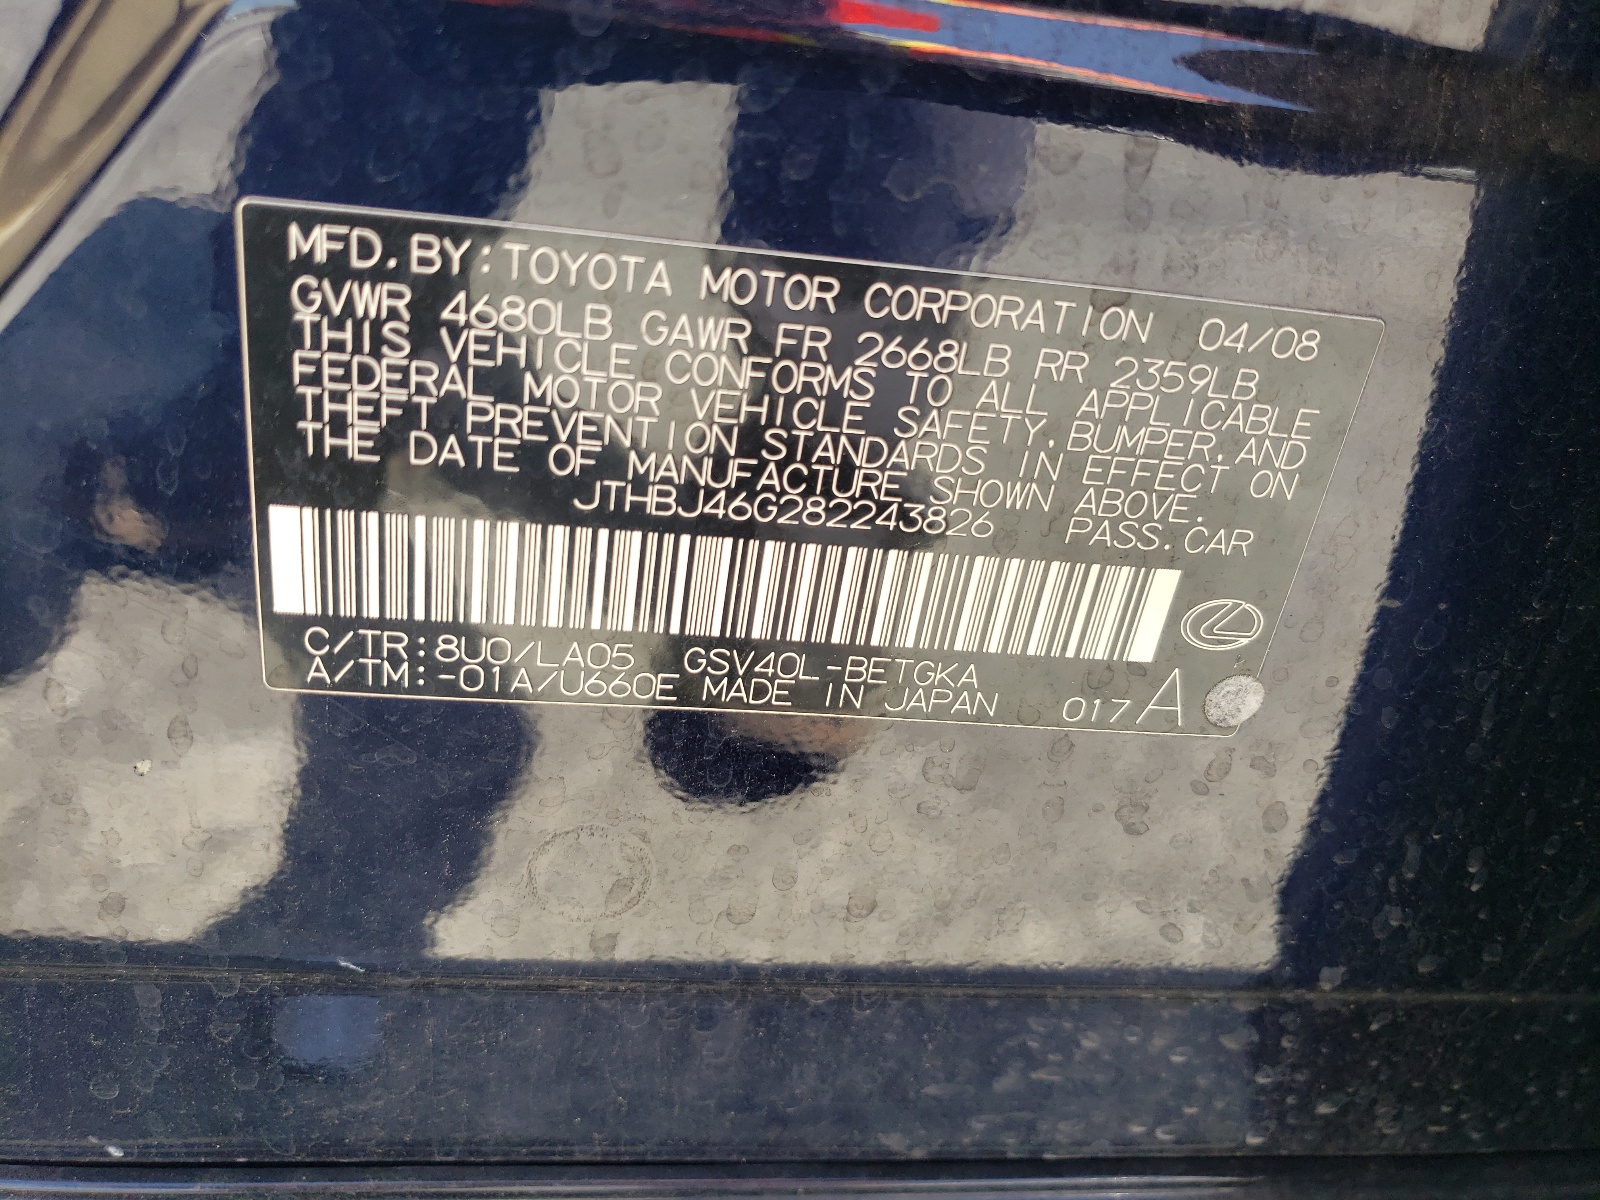 MFD. BY: TOYOTA MOTOR CORPORATION 04/08
GVWR 4680LB GAWR FR 2668LB RR 2359LB
THIS VEHICLE CONFORMS TO ALL APPLICABLE
FEDERAL MOTOR VEHICLE SAFETY, BUMPER, AND
THEFT PREVENTION STANDARDS IN EFFECT ON
THE DATE OF MANUFACTURE SHOWN ABOVE.
JTHBJ46G282243826 PASS. CAR
C/TR: 8U0/LA05 GSV40L-BETGKA
A/TM: -01A/U660E MADE IN JAPAN 017 A